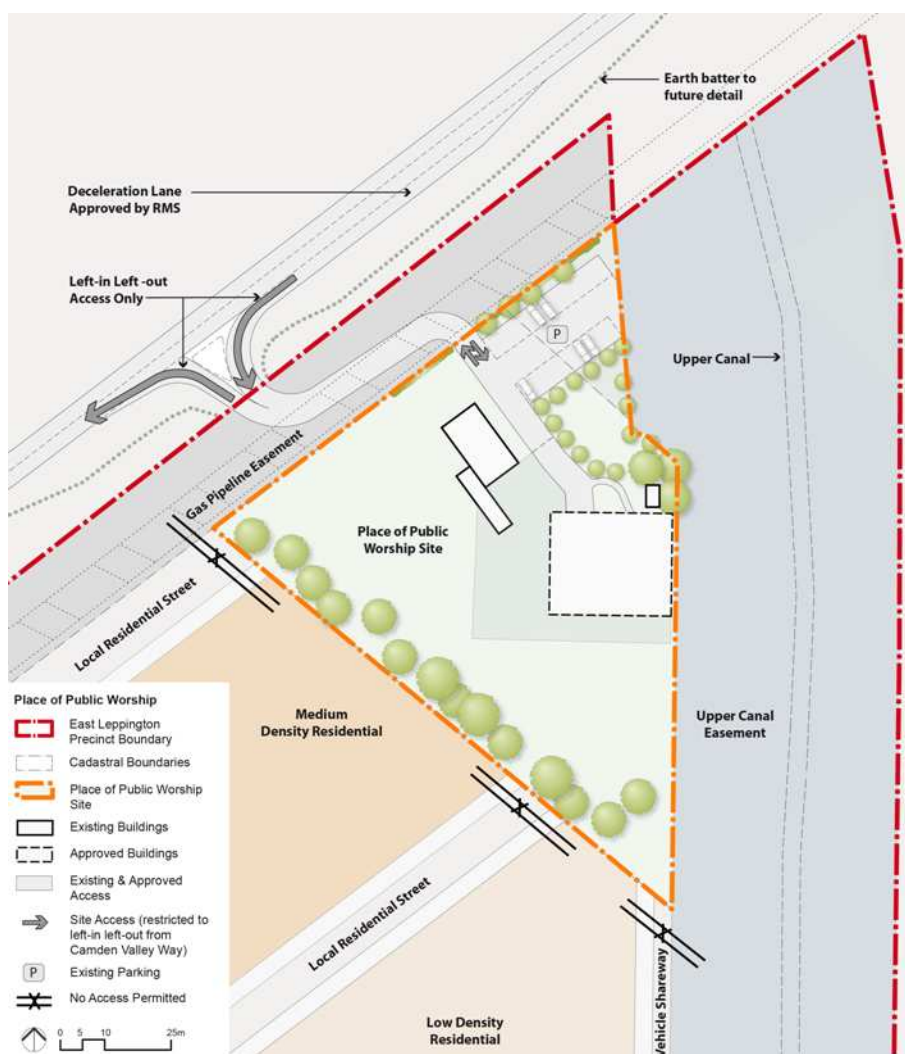 Earth batter to
future detail
Deceleration Lane
Approved by RMS
Left-in Left -out
Access Only
P
Upper Canal
Gas Pipeline Easement
Place of Public
Worship Site
Local Residential Street
Medium
Density Residential
Upper Canal
Easement
Local Residential Street
Low Density
Residential
Vehicle Shareway
Place of Public Worship
East Leppington
Precinct Boundary
Cadastral Boundaries
Place of Public Worship
Site
Existing Buildings
Approved Buildings
Existing & Approved
Access
Site Access (restricted to
left-in left-out from
Camden Valley Way)
P
Existing Parking
No Access Permitted
0 5 10 25m